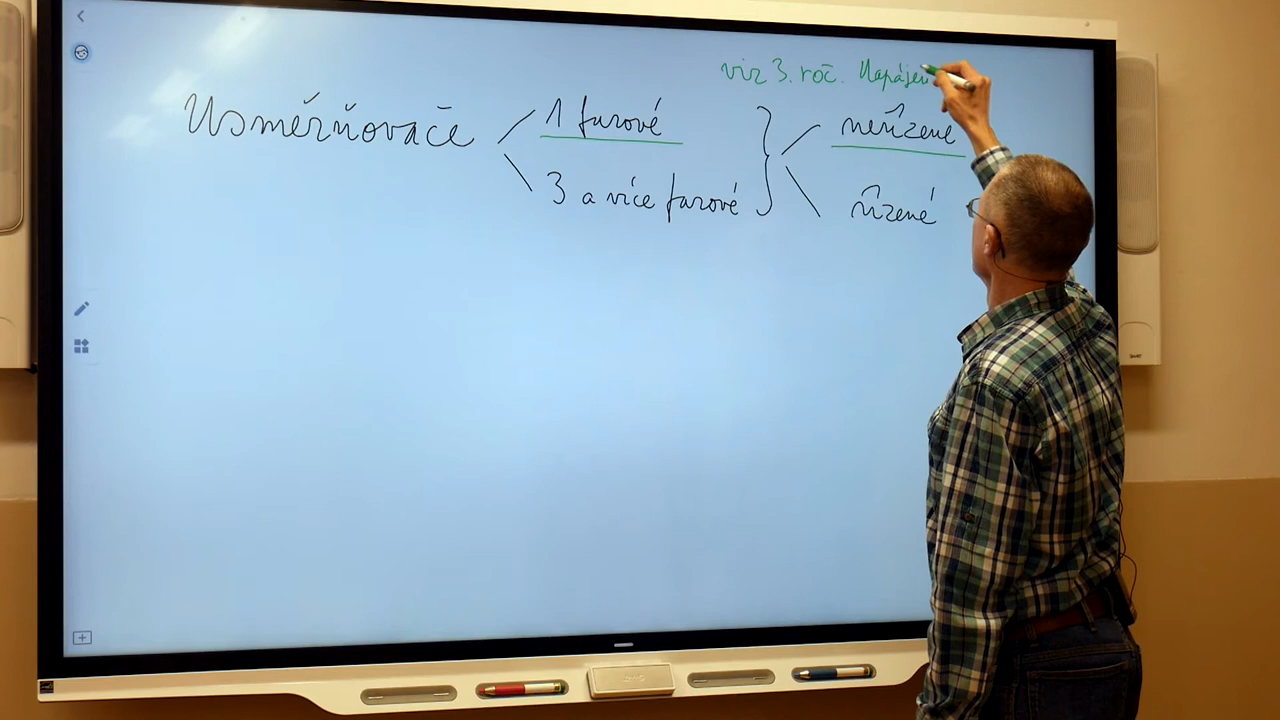 viz 3. roč. Napájen
Usměrňovače
1 fázové
3 a více fázové
neřízené
řízené